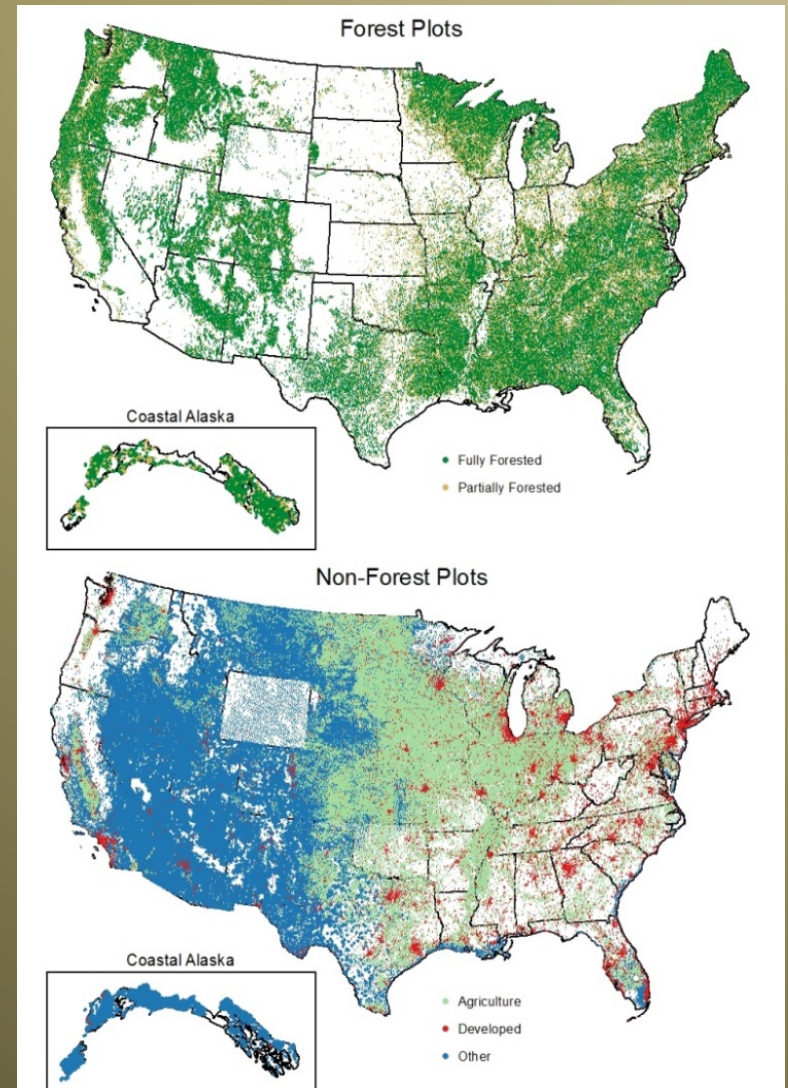 Forest Plots
Coastal Alaska
Fully Forested
Partially Forested
Non-Forest Plots
Coastal Alaska
Agriculture
Developed
Other